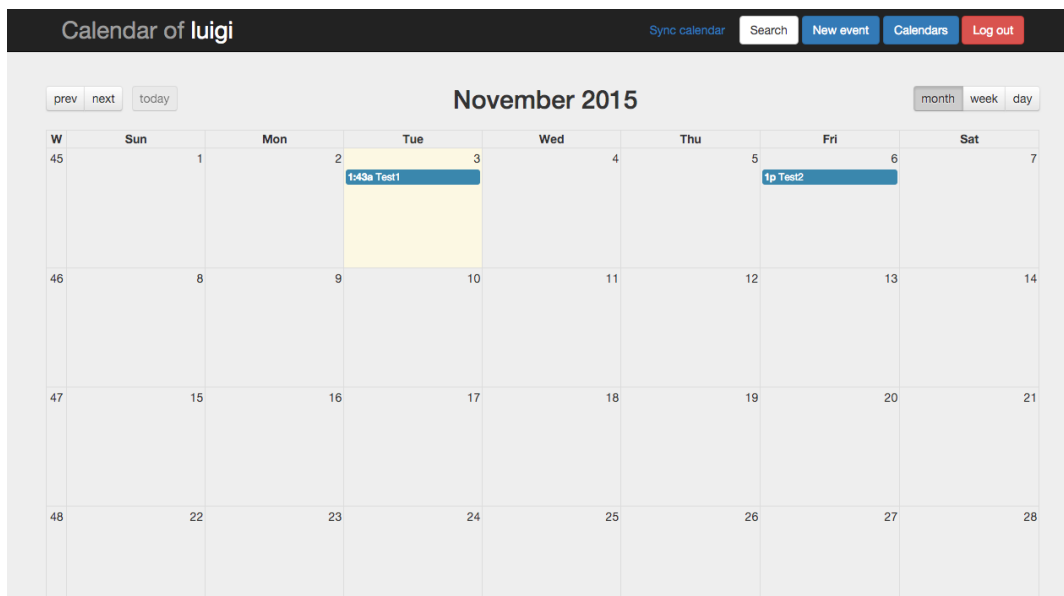 Calendar of luigi Sync calendar Search New event Calendars Log out
prev next today November 2015 month week day
W Sun Mon Tue Wed Thu Fri Sat
45 1 2 3 4 5 6 7
1:43a Test1 1p Test2
46 8 9 10 11 12 13 14
47 15 16 17 18 19 20 21
48 22 23 24 25 26 27 28